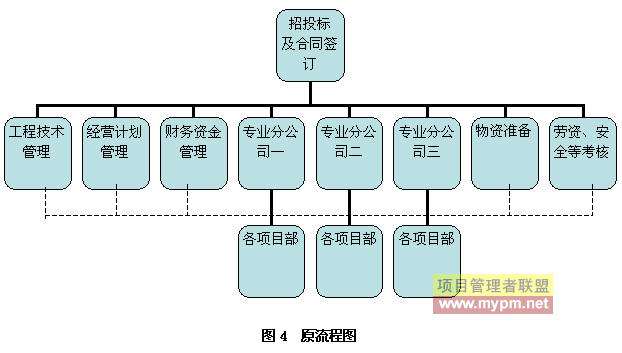 招投标
及合同签
订
工程技术
管理
经营计划
管理
财务资金
管理
专业分公
司一
专业分公
司二
专业分公
司三
物资准备
劳资、安
全等考核
各项目部
各项目部
各项目部
项目管理者联盟
www.mypm.net
图4 原流程图